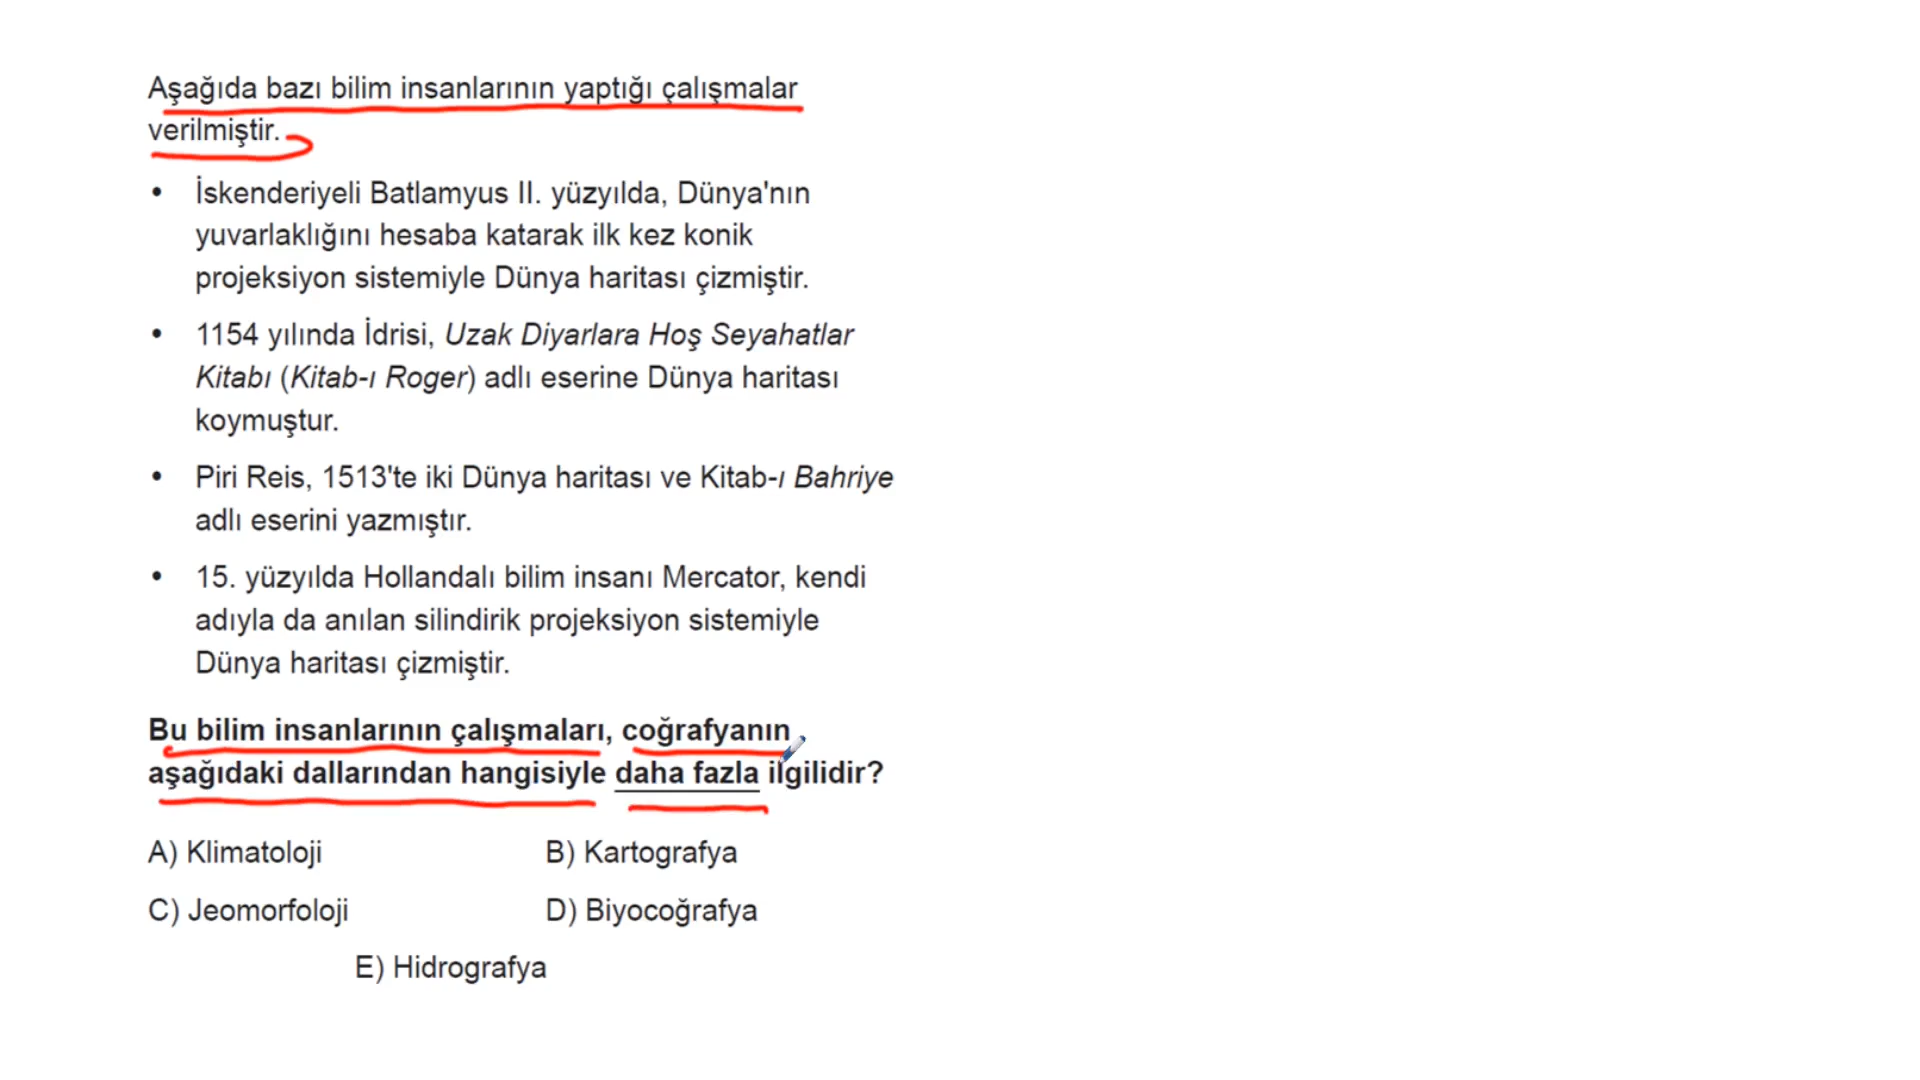 Aşağıda bazı bilim insanlarının yaptığı çalışmalar
verilmiştir.
• İskenderiyeli Batlamyus II. yüzyılda, Dünya'nın
yuvarlaklığını hesaba katarak ilk kez konik
projeksiyon sistemiyle Dünya haritası çizmiştir.
• 1154 yılında İdrisi, Uzak Diyarlara Hoş Seyahatlar
Kitabı (Kitab-ı Roger) adlı eserine Dünya haritası
koymuştur.
• Piri Reis, 1513'te iki Dünya haritası ve Kitab-ı Bahriye
adlı eserini yazmıştır.
• 15. yüzyılda Hollandalı bilim insanı Mercator, kendi
adıyla da anılan silindirik projeksiyon sistemiyle
Dünya haritası çizmiştir.
Bu bilim insanlarının çalışmaları, coğrafyanın
aşağıdaki dallarından hangisiyle daha fazla ilgilidir?
A) Klimatoloji B) Kartografya
C) Jeomorfoloji D) Biyocoğrafya
E) Hidrografya